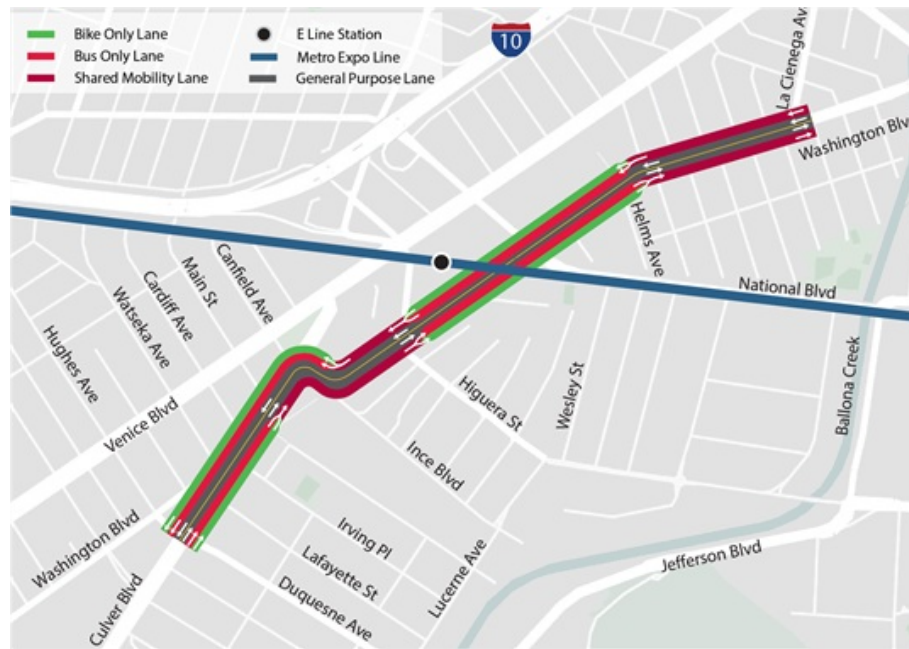 Bike Only Lane
Bus Only Lane
Shared Mobility Lane
E Line Station
Metro Expo Line
General Purpose Lane
10
La Cienega Av
Washington Blv
Helms Ave
National Blvd
Canfield Ave
Main St
Cardiff Ave
Watseka Ave
Hughes Ave
Venice Blvd
Higuera St
Wesley St
Ballona Creek
Ince Blvd
Washington Blvd
Irving Pl
Lafayette St
Lucerne Ave
Jefferson Blvd
Duquesne Ave
Culver Blvd